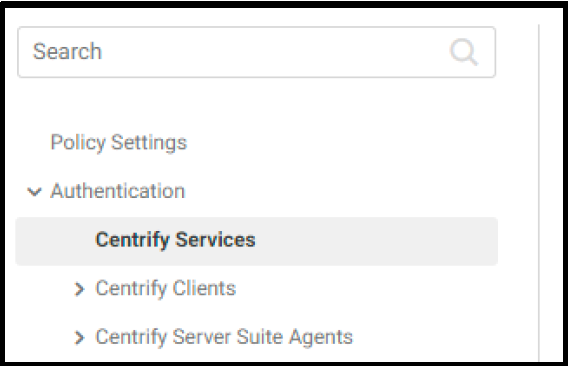 Search
Policy Settings
Authentication
Centrify Services
Centrify Clients
Centrify Server Suite Agents